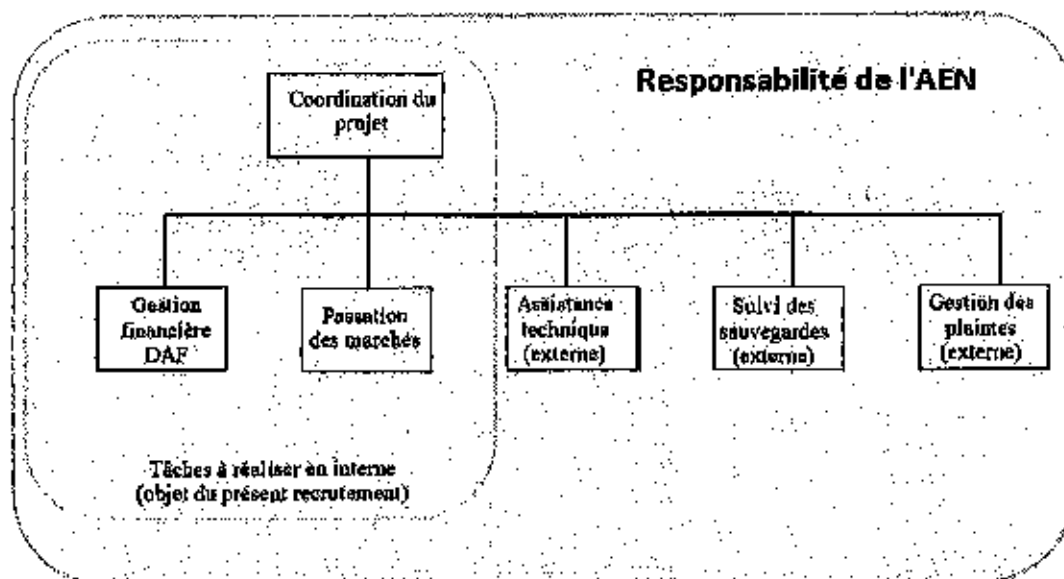 Responsabilité de l'AEN
Coordination du
projet
Gestion
financière
DAF
Passation
des marchés
Assistance
technique
(externe)
Suivi des
sauvegardes
(externe)
Gestion des
plaintes
(externe)
Tâches à réaliser en interne
(objet du présent recrutement)